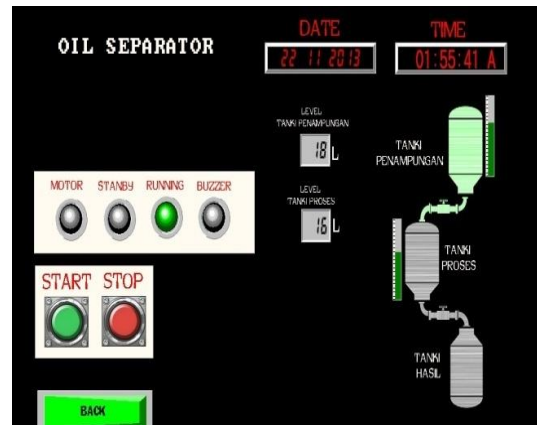 OIL SEPARATOR
DATE
22 11 2013
TIME
01:55:41 A
LEVEL
TANKI PENAMPUNGAN
18 L
LEVEL
TANKI PROSES
16 L
TANKI
PENAMPUNGAN
MOTOR STANBY RUNNING BUZZER
START STOP
TANKI
PROSES
TANKI
HASIL
BACK